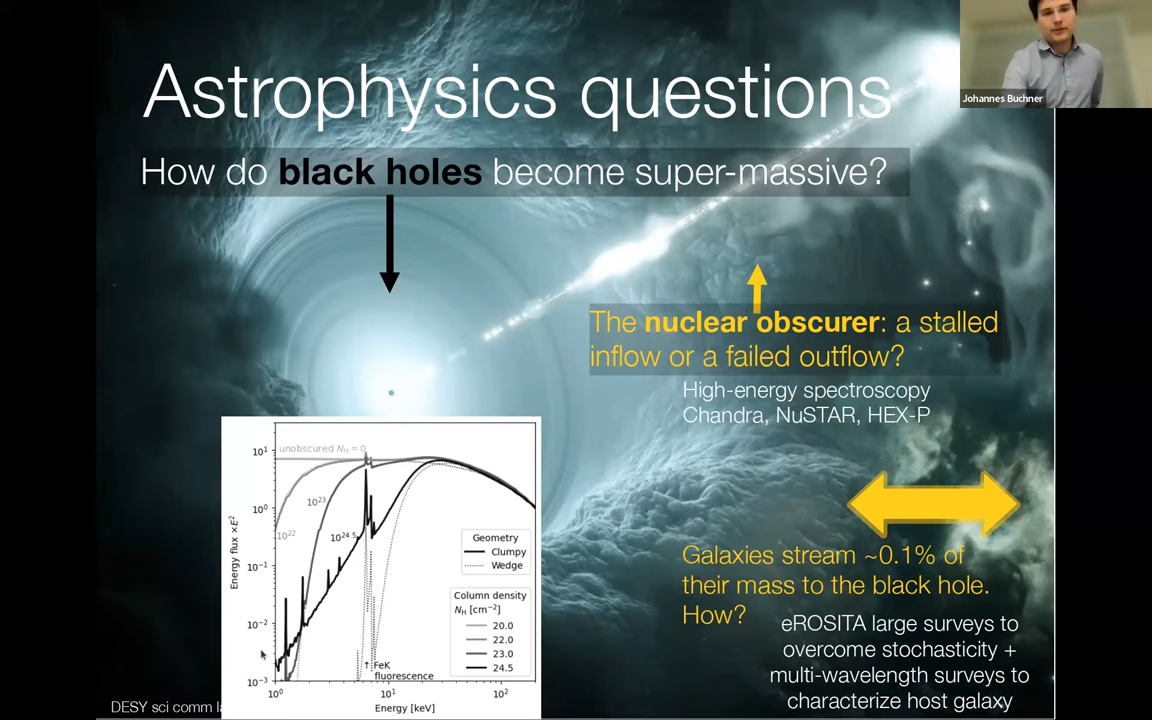 Astrophysics questions
Johannes Buchner
How do black holes become super-massive?
The nuclear obscurer: a stalled
inflow or a failed outflow?
High-energy spectroscopy
Chandra, NuSTAR, HEX-P
Galaxies stream ~0.1% of
their mass to the black hole.
How?
eROSITA large surveys to
overcome stochasticity +
multi-wavelength surveys to
characterize host galaxy
unobscured N_H = 0
10²³
10²²
10^24.5
Geometry
Clumpy
Wedge
Column density
N_H [cm⁻²]
20.0
22.0
23.0
24.5
↑ FeK
fluorescence
Energy flux ×E²
10¹
10⁰
10⁻¹
10⁻²
10⁻³
10⁰ 10¹ 10²
Energy [keV]
DESY sci comm